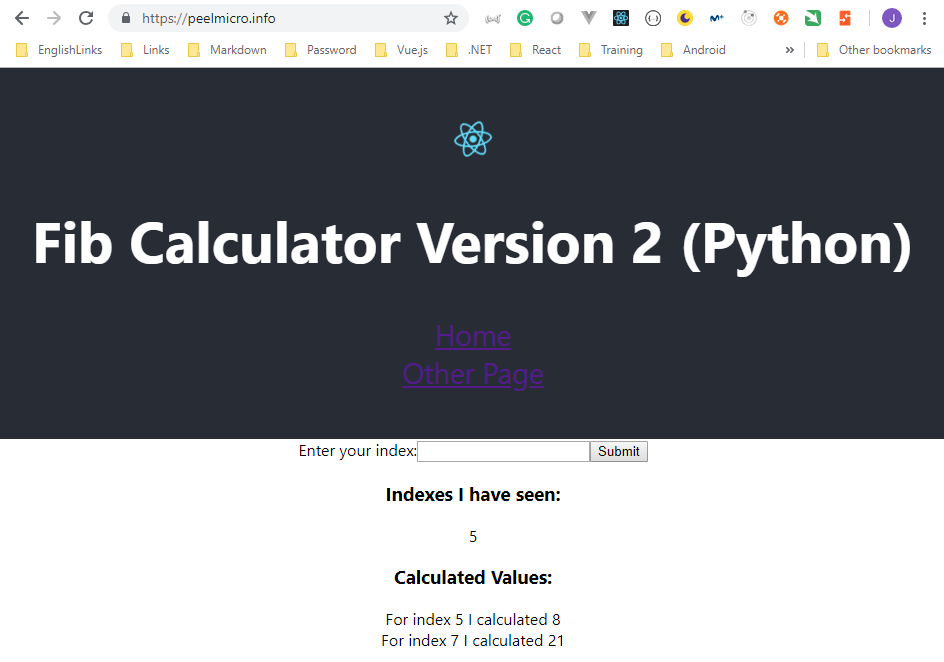 https://peelmicro.info
EnglishLinks Links Markdown Password Vue.js .NET React Training Android » Other bookmarks
Fib Calculator Version 2 (Python)
Home
Other Page
Enter your index: Submit
Indexes I have seen:
5
Calculated Values:
For index 5 I calculated 8
For index 7 I calculated 21